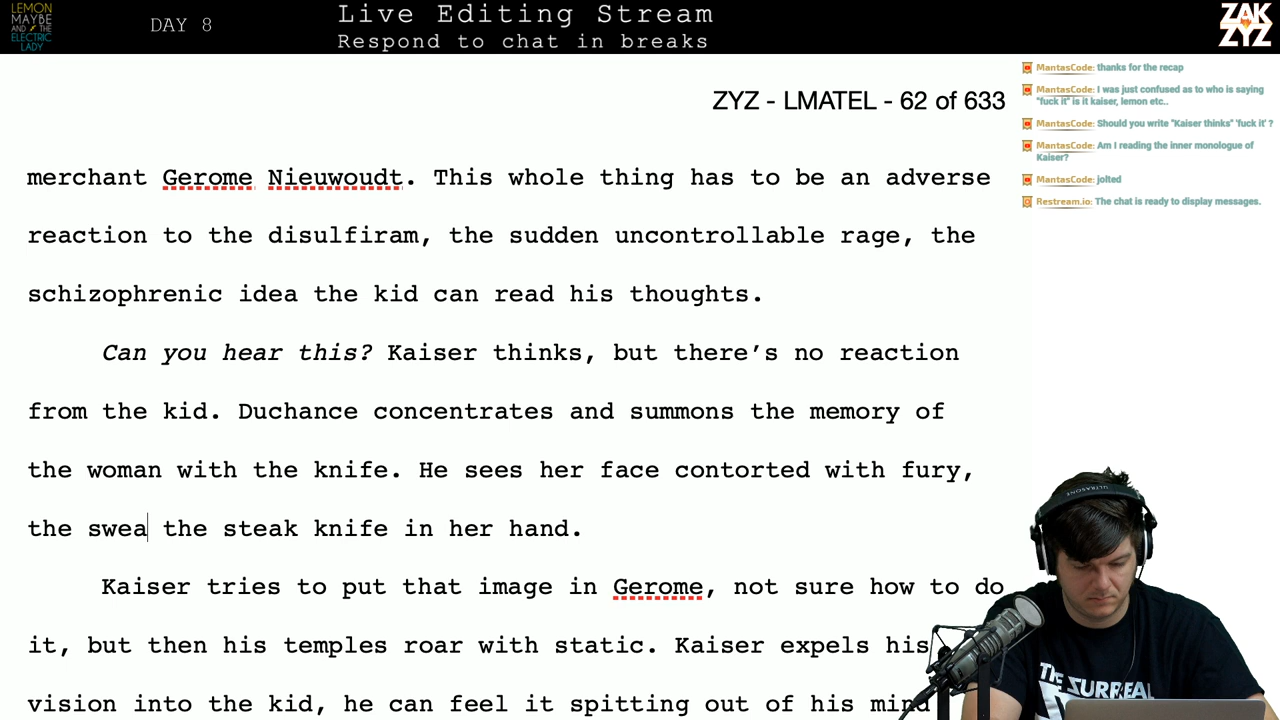 LEMON
MAYBE
AND THE
ELECTRIC
LADY
DAY 8
Live Editing Stream
Respond to chat in breaks
ZAK
ZYZ
ZYZ - LMATEL - 62 of 633
merchant Gerome Nieuwoudt. This whole thing has to be an adverse
reaction to the disulfiram, the sudden uncontrollable rage, the
schizophrenic idea the kid can read his thoughts.
Can you hear this? Kaiser thinks, but there’s no reaction
from the kid. Duchance concentrates and summons the memory of
the woman with the knife. He sees her face contorted with fury,
the swea the steak knife in her hand.
Kaiser tries to put that image in Gerome, not sure how to do
it, but then his temples roar with static. Kaiser expels his
vision into the kid, he can feel it spitting out of his mind
MantasCode: thanks for the recap
MantasCode: I was just confused as to who is saying
"fuck it" is it kaiser, lemon etc..
MantasCode: Should you write "Kaiser thinks" 'fuck it' ?
MantasCode: Am I reading the inner monologue of
Kaiser?
MantasCode: jolted
Restream.io: The chat is ready to display messages.
ULTRASONE
THE SURREAL